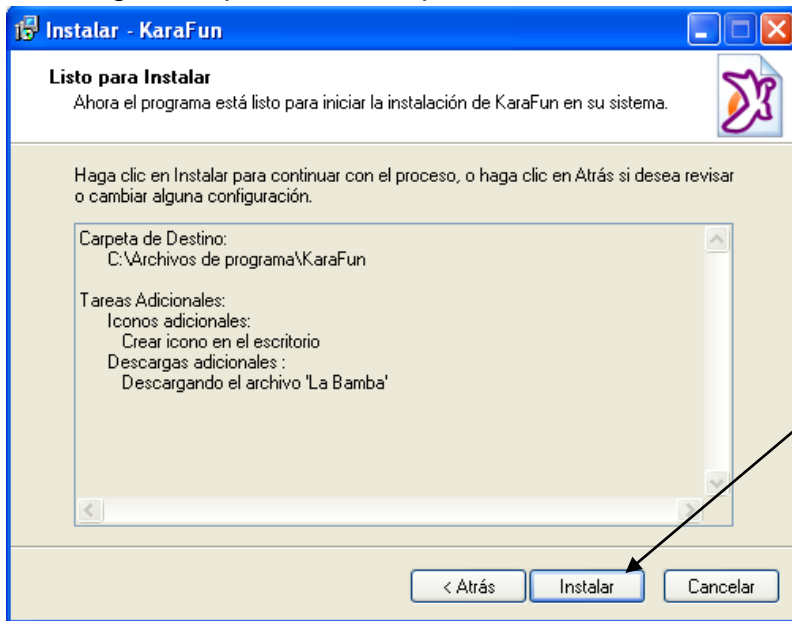 Instalar - KaraFun
Listo para Instalar
Ahora el programa está listo para iniciar la instalación de KaraFun en su sistema.
Haga clic en Instalar para continuar con el proceso, o haga clic en Atrás si desea revisar
o cambiar alguna configuración.
Carpeta de Destino:
C:\Archivos de programa\KaraFun
Tareas Adicionales:
Iconos adicionales:
Crear icono en el escritorio
Descargas adicionales :
Descargando el archivo 'La Bamba'
< Atrás
Instalar
Cancelar